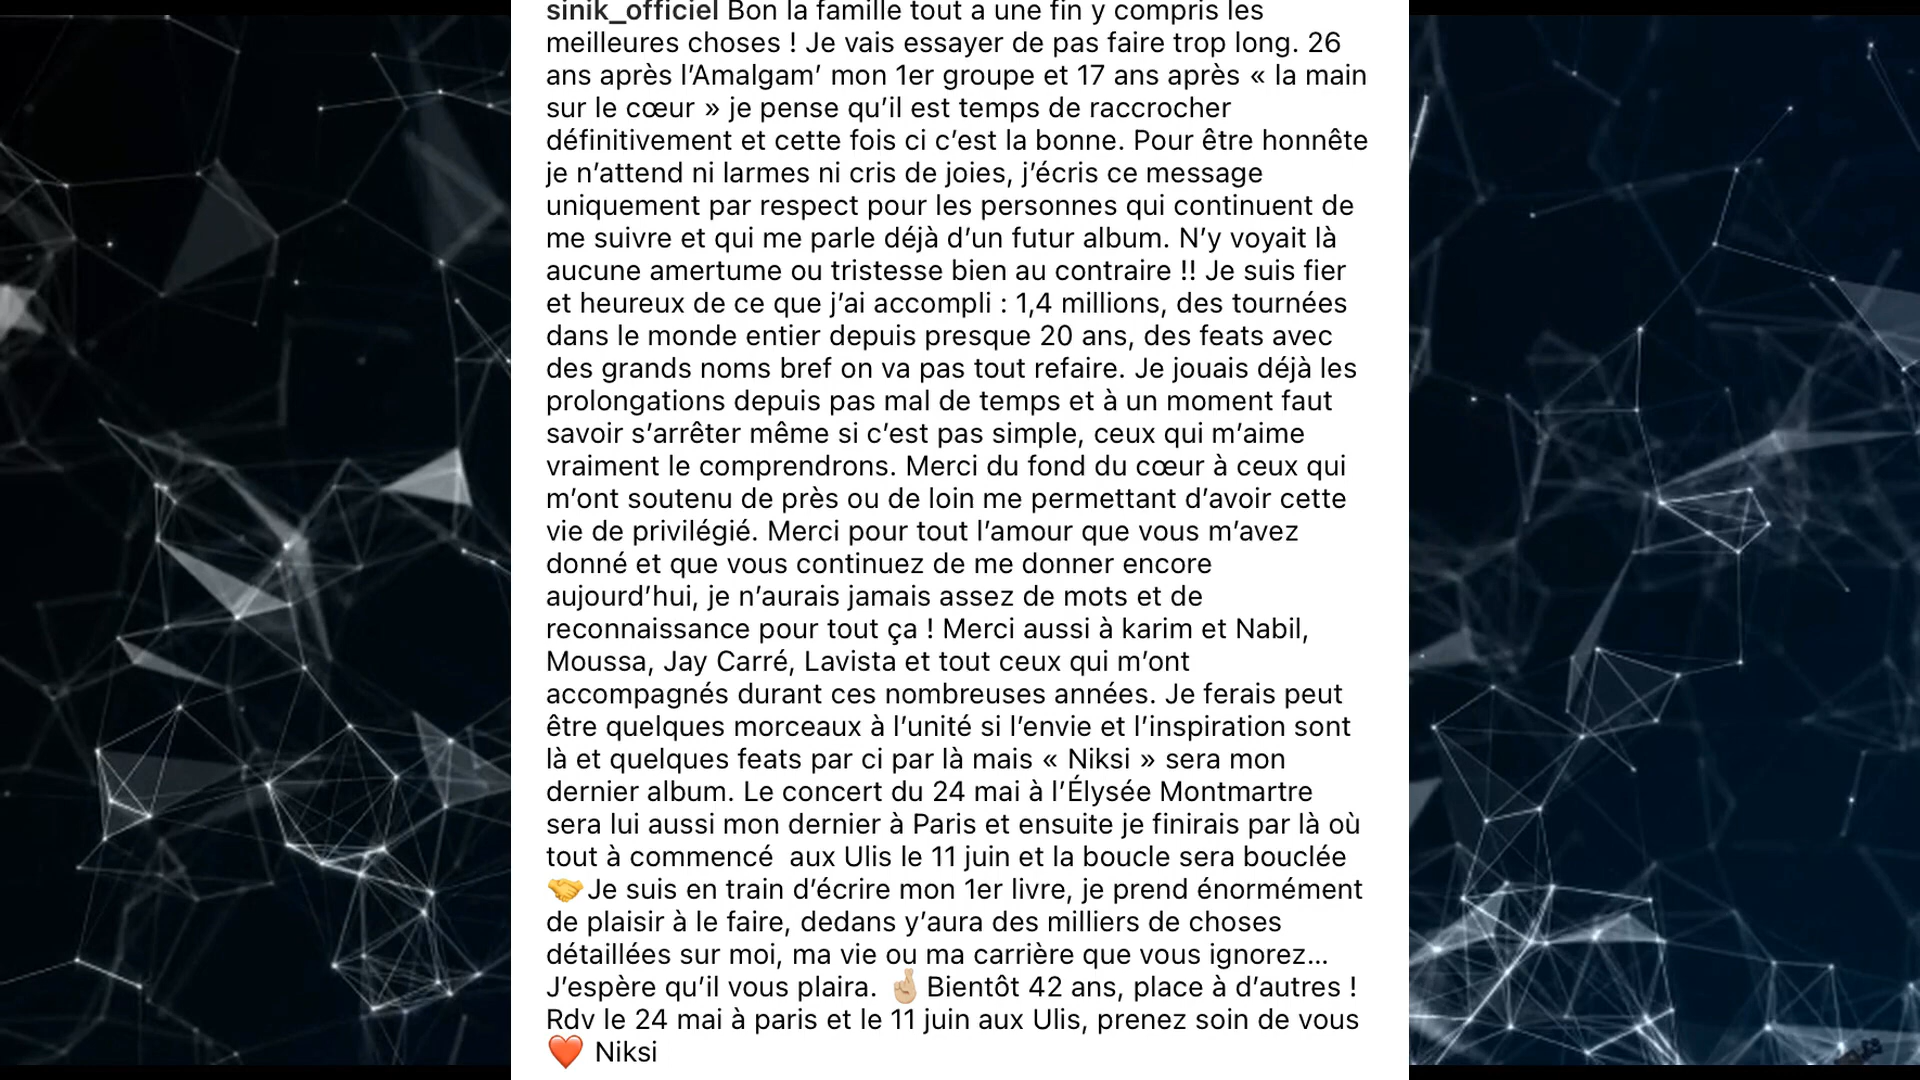 sinik_officiel Bon la famille tout a une fin y compris les
meilleures choses ! Je vais essayer de pas faire trop long. 26
ans après l’Amalgam’ mon 1er groupe et 17 ans après « la main
sur le cœur » je pense qu’il est temps de raccrocher
définitivement et cette fois ci c’est la bonne. Pour être honnête
je n’attend ni larmes ni cris de joies, j’écris ce message
uniquement par respect pour les personnes qui continuent de
me suivre et qui me parle déjà d’un futur album. N’y voyait là
aucune amertume ou tristesse bien au contraire !! Je suis fier
et heureux de ce que j’ai accompli : 1,4 millions, des tournées
dans le monde entier depuis presque 20 ans, des feats avec
des grands noms bref on va pas tout refaire. Je jouais déjà les
prolongations depuis pas mal de temps et à un moment faut
savoir s’arrêter même si c’est pas simple, ceux qui m’aime
vraiment le comprendrons. Merci du fond du cœur à ceux qui
m’ont soutenu de près ou de loin me permettant d’avoir cette
vie de privilégié. Merci pour tout l’amour que vous m’avez
donné et que vous continuez de me donner encore
aujourd’hui, je n’aurais jamais assez de mots et de
reconnaissance pour tout ça ! Merci aussi à karim et Nabil,
Moussa, Jay Carré, Lavista et tout ceux qui m’ont
accompagnés durant ces nombreuses années. Je ferais peut
être quelques morceaux à l’unité si l’envie et l’inspiration sont
là et quelques feats par ci par là mais « Niksi » sera mon
dernier album. Le concert du 24 mai à l’Élysée Montmartre
sera lui aussi mon dernier à Paris et ensuite je finirais par là où
tout à commencé  aux Ulis le 11 juin et la boucle sera bouclée
🤝Je suis en train d’écrire mon 1er livre, je prend énormément
de plaisir à le faire, dedans y’aura des milliers de choses
détaillées sur moi, ma vie ou ma carrière que vous ignorez...
J’espère qu’il vous plaira. 🤞🏼Bientôt 42 ans, place à d’autres !
Rdv le 24 mai à paris et le 11 juin aux Ulis, prenez soin de vous
❤️ Niksi